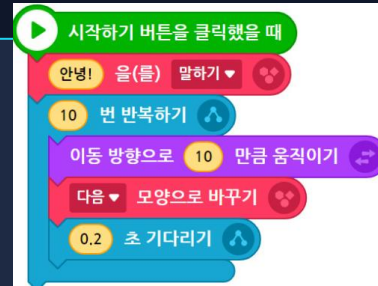 시작하기 버튼을 클릭했을 때
안녕! 을(를) 말하기
10 번 반복하기
이동 방향으로 10 만큼 움직이기
다음 모양으로 바꾸기
0.2 초 기다리기